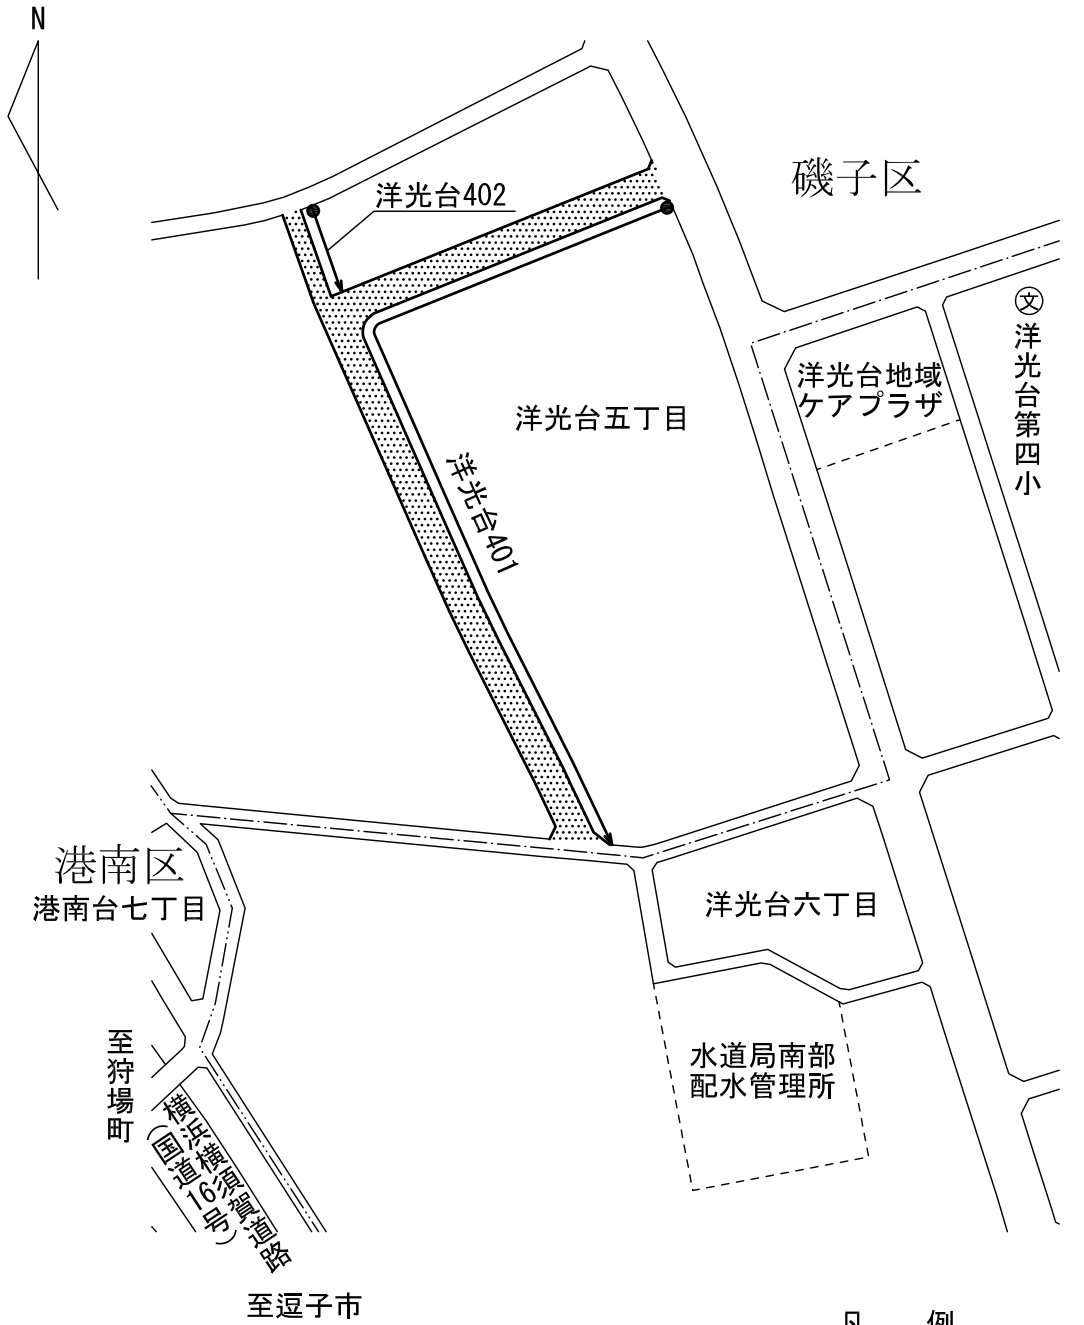 N
磯子区
洋光台402
文
洋光台第四小
洋光台地域
ケアプラザ
洋光台五丁目
洋光台401
港南区
港南台七丁目
洋光台六丁目
水道局南部
配水管理所
至狩場町
横浜横須賀道路
(国道16号)
至逗子市
凡 例